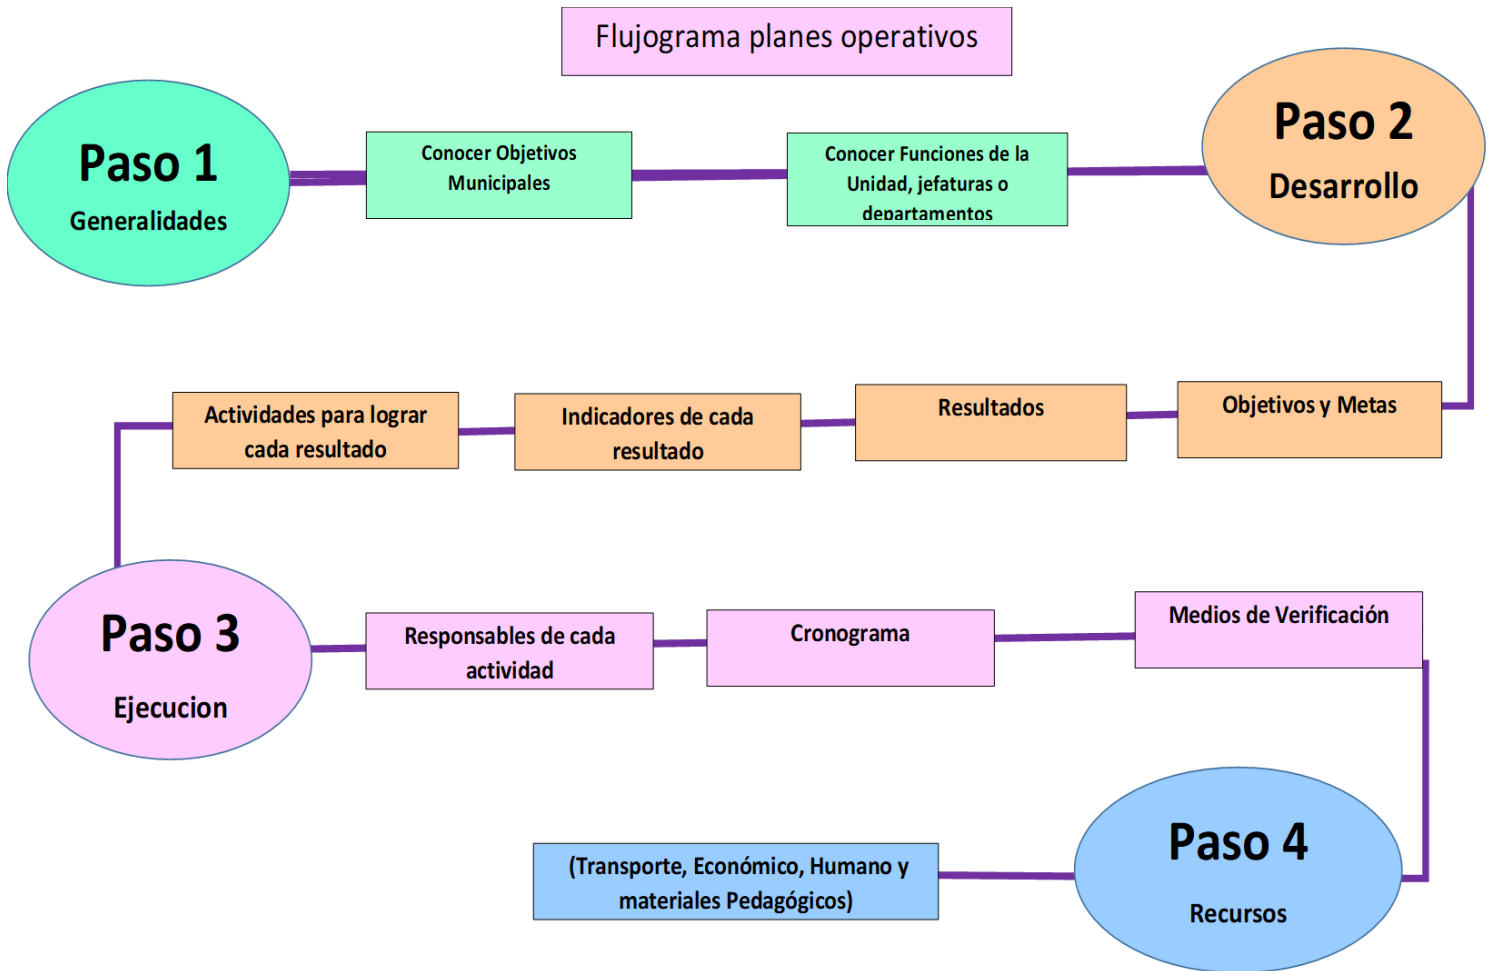 Flujograma planes operativos
Paso 1
Generalidades
Conocer Objetivos
Municipales
Conocer Funciones de la
Unidad, jefaturas o
departamentos
Paso 2
Desarrollo
Objetivos y Metas
Resultados
Indicadores de cada
resultado
Actividades para lograr
cada resultado
Paso 3
Ejecucion
Responsables de cada
actividad
Cronograma
Medios de Verificación
Paso 4
Recursos
(Transporte, Económico, Humano y
materiales Pedagógicos)